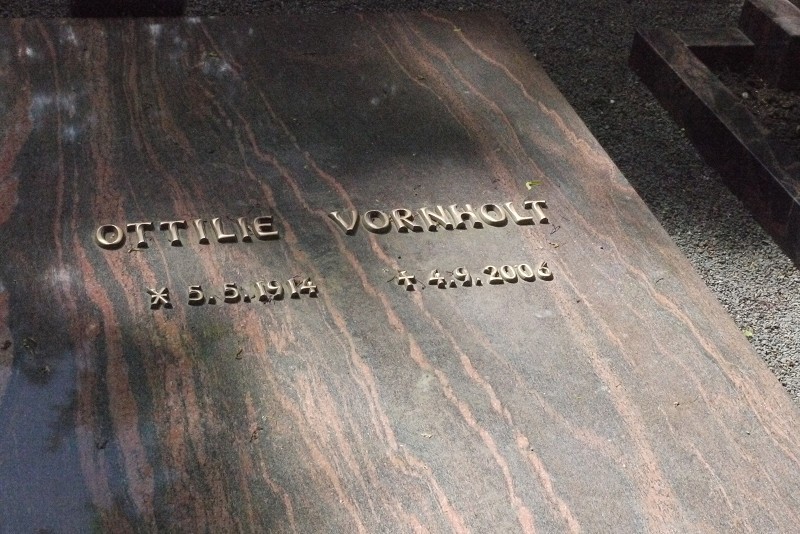 OTTILIE VORNHOLT
* 5.5.1914 + 4.9.2006